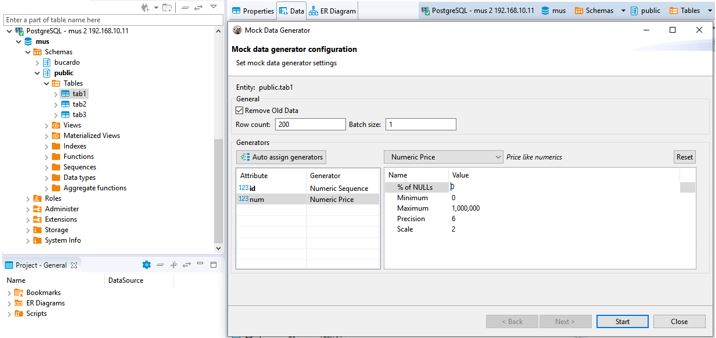 Properties Data ER Diagram PostgreSQL - mus 2 192.168.10.11 mus Schemas public Tables
Enter a part of table name here
PostgreSQL - mus 2 192.168.10.11
mus
Schemas
bucardo
public
Tables
tab1
tab2
tab3
Views
Materialized Views
Indexes
Functions
Sequences
Data types
Aggregate functions
Roles
Administer
Extensions
Storage
System Info
Project - General
Name DataSource
Bookmarks
ER Diagrams
Scripts
Mock Data Generator
Mock data generator configuration
Set mock data generator settings
Entity: public.tab1
General
Remove Old Data
Row count: 200 Batch size: 1
Generators
Auto assign generators Numeric Price Price like numerics Reset
Attribute Generator
123 id Numeric Sequence
123 num Numeric Price
Name Value
% of NULLs 0
Minimum 0
Maximum 1,000,000
Precision 6
Scale 2
< Back Next > Start Close